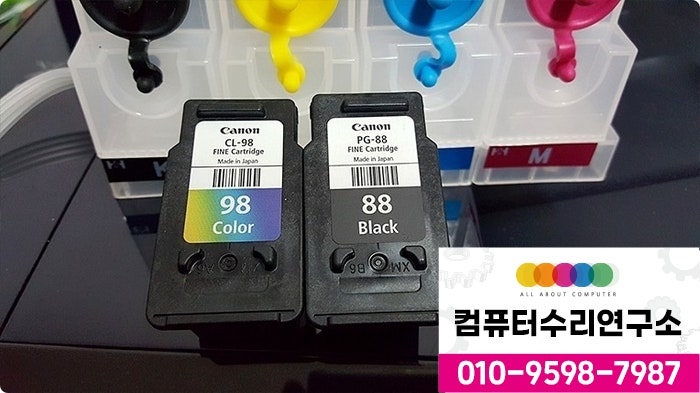 Canon
CL-98
FINE Cartridge
Made in Japan
98
Color
Canon
PG-88
FINE Cartridge
Made in Japan
88
Black
M
ALL ABOUT COMPUTER
컴퓨터수리연구소
010-9598-7987